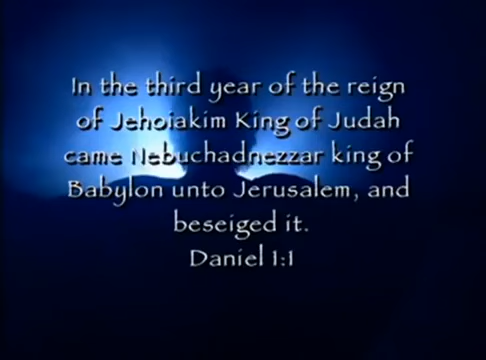 In the third year of the reign
of Jehoiakim King of Judah
came Nebuchadnezzar king of
Babylon unto Jerusalem, and
beseiged it.
Daniel 1:1